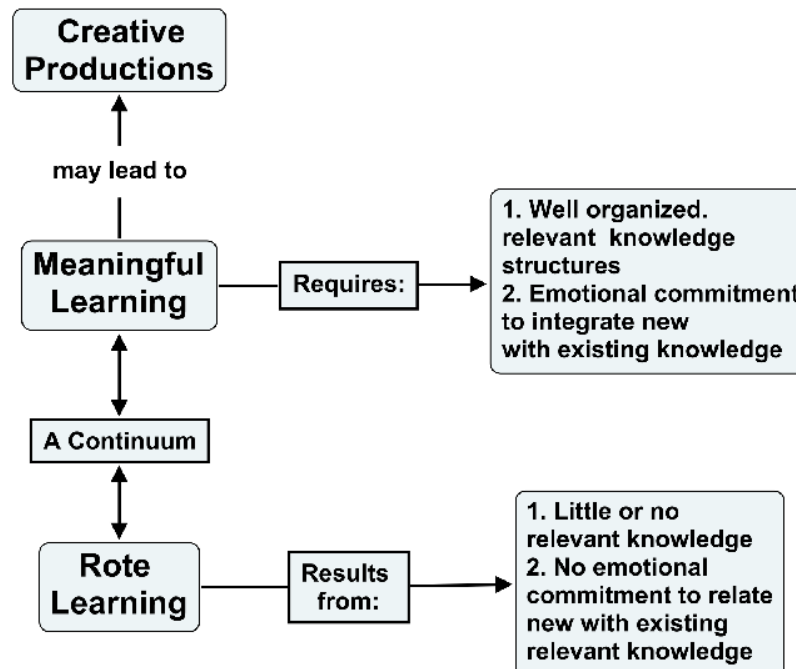 Creative
Productions
may lead to
Meaningful
Learning
Requires:
1. Well organized.
relevant knowledge
structures
2. Emotional commitment
to integrate new
with existing knowledge
A Continuum
Rote
Learning
Results
from:
1. Little or no
relevant knowledge
2. No emotional
commitment to relate
new with existing
relevant knowledge